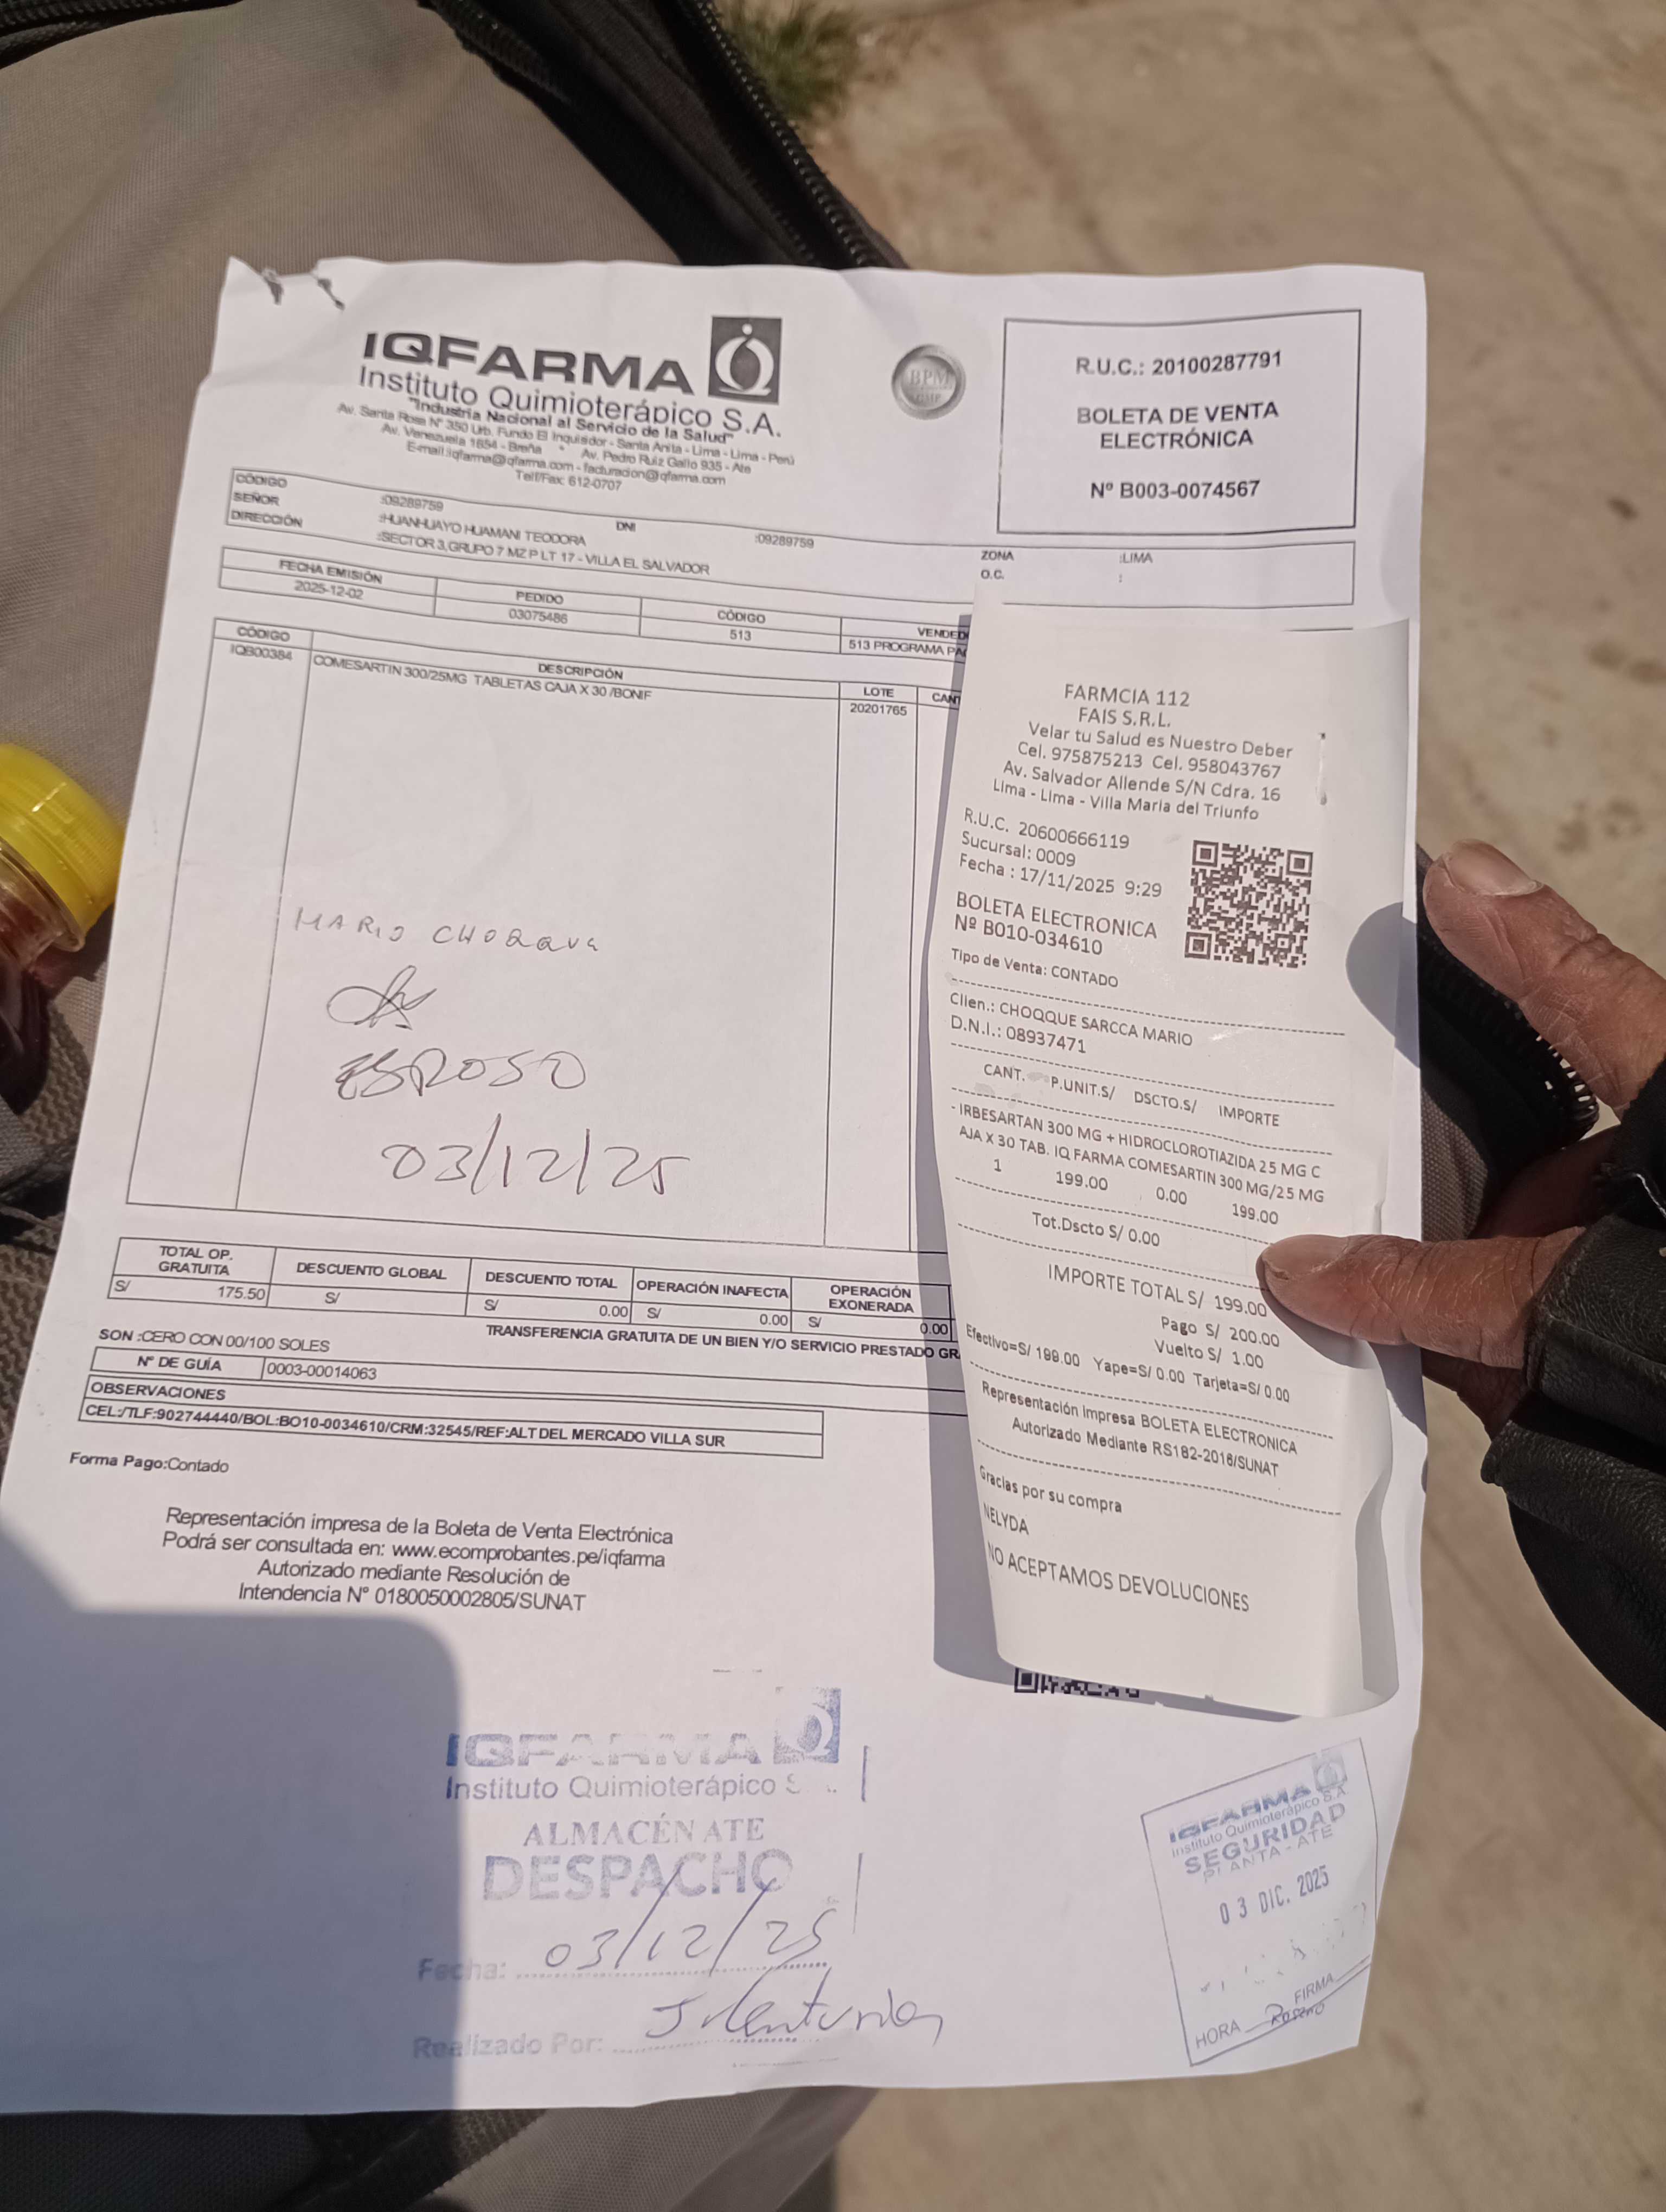 IQFARMA
Instituto Quimioterápico S.A.
"Industria Nacional al Servicio de la Salud"
Av. Santa Rosa N° 350 Urb. Fundo El Inquisidor - Santa Anita - Lima - Lima - Perú
Av. Venezuela 1654 - Breña * Av. Pedro Ruiz Gallo 935 - Ate
E-mail:iqfarma@iqfarma.com - facturacion@iqfarma.com
Telf/Fax: 612-0707
BPM
R.U.C.: 20100287791
BOLETA DE VENTA
ELECTRÓNICA
Nº B003-0074567
CÓDIGO :09289759 DNI :09289759
SEÑOR :HUANHUAYO HUAMANI TEODORA
DIRECCIÓN :SECTOR 3,GRUPO 7 MZ P LT 17 - VILLA EL SALVADOR
ZONA :LIMA
O.C. :
FECHA EMISIÓN PEDIDO CÓDIGO
2025-12-02 03075486 513 513 PROGRAMA
CÓDIGO DESCRIPCIÓN LOTE
IQB00384 COMESARTIN 300/25MG TABLETAS CAJA X 30 /BONIF 20201765
MARIO
ESPOSO
03/12/25
TOTAL OP. GRATUITA DESCUENTO GLOBAL DESCUENTO TOTAL OPERACIÓN INAFECTA OPERACIÓN EXONERADA
S/ 175.50 S/ S/ 0.00 S/ 0.00 S/ 0.00
SON :CERO CON 00/100 SOLES
TRANSFERENCIA GRATUITA DE UN BIEN Y/O SERVICIO PRESTADO
Nº DE GUÍA 0003-00014063
OBSERVACIONES
CEL:/TLF:902744440/BOL:BO10-0034610/CRM:32545/REF:ALT DEL MERCADO VILLA SUR
Forma Pago:Contado
Representación impresa de la Boleta de Venta Electrónica
Podrá ser consultada en: www.ecomprobantes.pe/iqfarma
Autorizado mediante Resolución de
Intendencia N° 0180050002805/SUNAT
FARMCIA 112
FAIS S.R.L.
Velar tu Salud es Nuestro Deber
Cel. 975875213 Cel. 958043767
Av. Salvador Allende S/N Cdra. 16
Lima - Lima - Villa Maria del Triunfo
R.U.C. 20600666119
Sucursal: 0009
Fecha : 17/11/2025 9:29
BOLETA ELECTRONICA
Nº B010-034610
Tipo de Venta: CONTADO
Clien.: CHOQQUE SARCCA MARIO
D.N.I.: 08937471
CANT. P.UNIT.S/ DSCTO.S/ IMPORTE
- IRBESARTAN 300 MG + HIDROCLOROTIAZIDA 25 MG C
AJA X 30 TAB. IQ FARMA COMESARTIN 300 MG/25 MG
1 199.00 0.00 199.00
Tot.Dscto S/ 0.00
IMPORTE TOTAL S/ 199.00
Pago S/ 200.00
Vuelto S/ 1.00
Efectivo=S/ 199.00 Yape=S/ 0.00 Tarjeta=S/ 0.00
Representación Impresa BOLETA ELECTRONICA
Autorizado Mediante RS182-2016/SUNAT
Gracias por su compra
NELYDA
NO ACEPTAMOS DEVOLUCIONES
IQFARMA
Instituto Quimioterápico S
ALMACÉN ATE
DESPACHO
Fecha: 03/12/25
Realizado Por:
IQFARMA
Instituto Quimioterápico S.A
SEGURIDAD
PLANTA - ATE
03 DIC. 2025
FIRMA
HORA